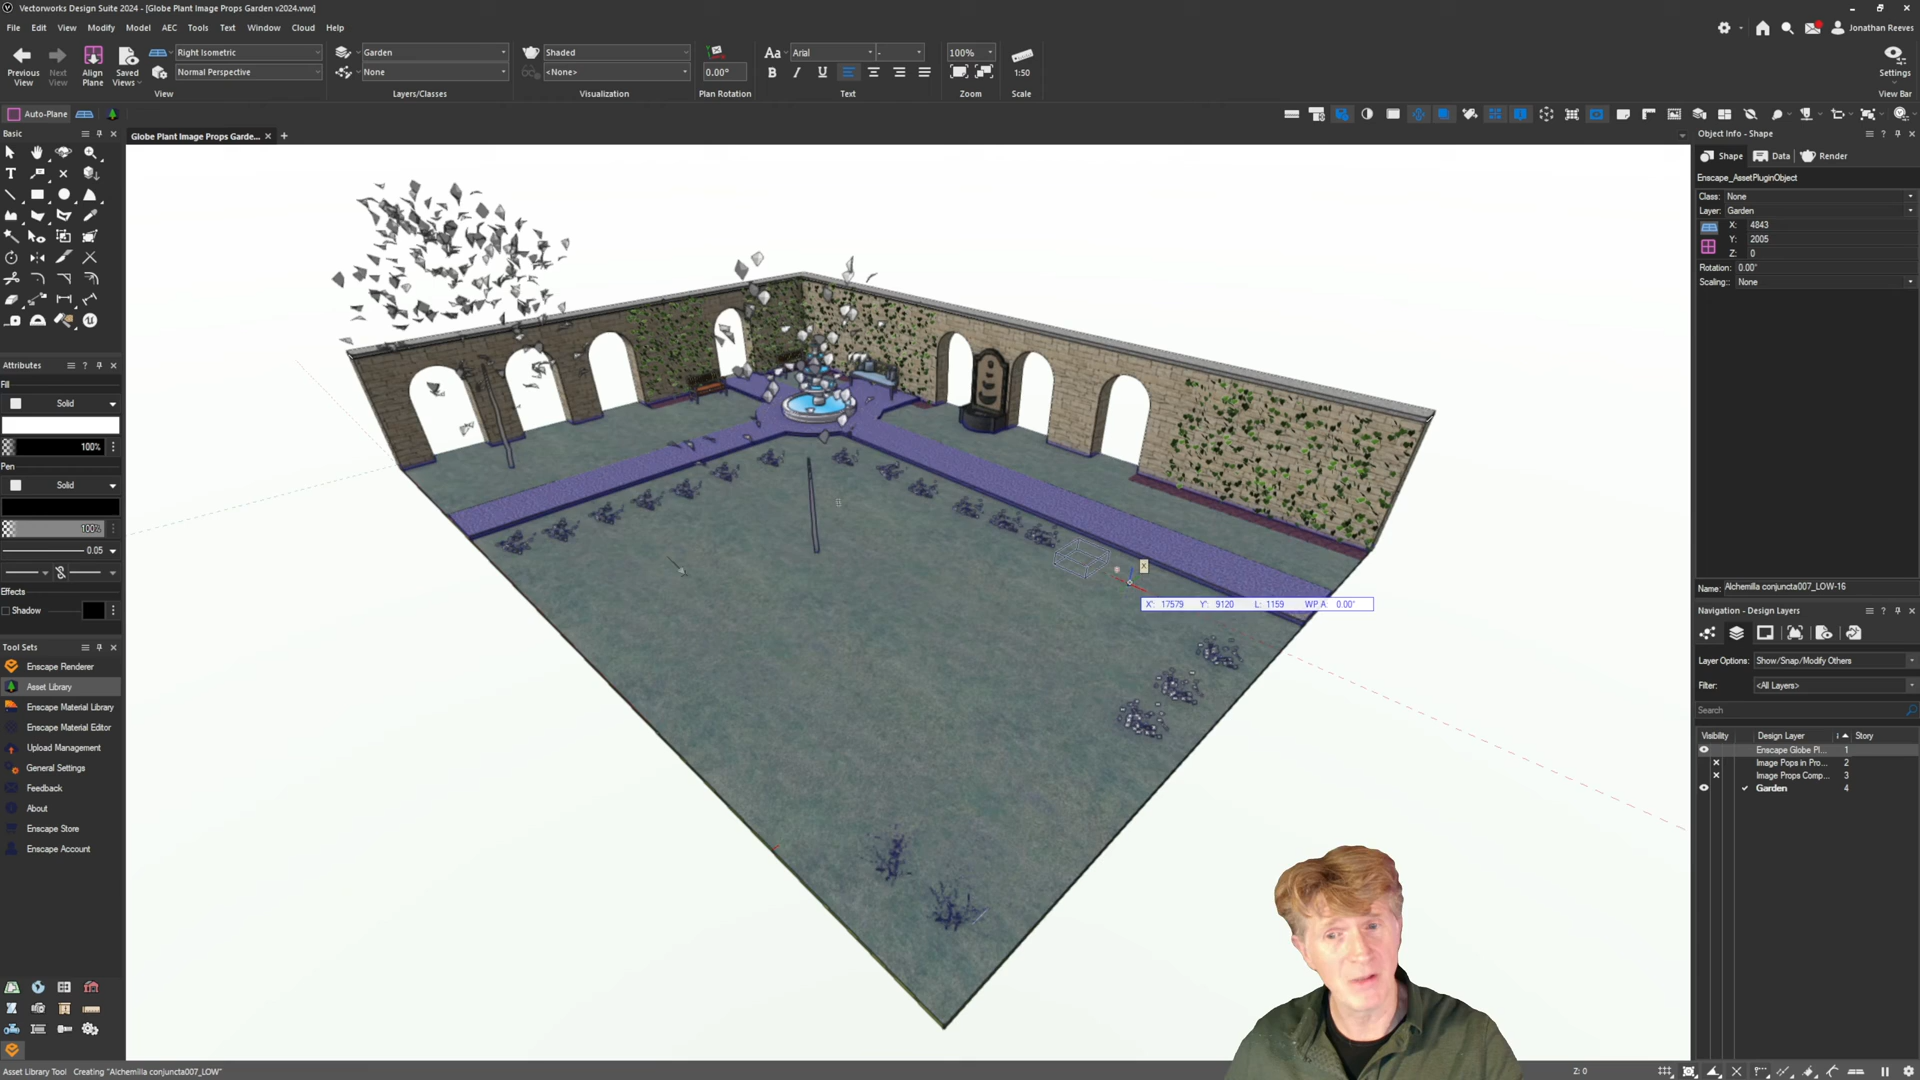 Vectorworks Design Suite 2024 - [Globe Plant Image Props Garden v2024.vwx]
File Edit View Modify Model AEC Tools Text Window Cloud Help
Jonathan Reeves
Previous View
Next View
Align Plane
Saved Views
Right Isometric
Normal Perspective
View
Garden
None
Layers/Classes
Shaded
<None>
Visualization
0.00°
Plan Rotation
Aa
Arial
-
B I U
Text
100%
Zoom
1:50
Scale
Settings
View Bar
Auto-Plane
Basic
Globe Plant Image Props Garde...
Attributes
Fill
Solid
100%
Pen
Solid
100%
0.05
Effects
Shadow
Tool Sets
Enscape Renderer
Asset Library
Enscape Material Library
Enscape Material Editor
Upload Management
General Settings
Feedback
About
Enscape Store
Enscape Account
X
X': 17579 Y': 9120 L: 1159 WP A: 0.00°
Object Info - Shape
Shape Data Render
Enscape_AssetPluginObject
Class: None
Layer: Garden
X: 4843
Y: 2005
Z: 0
Rotation: 0.00°
Scaling:: None
Name: Alchemilla conjuncta007_LOW-16
Navigation - Design Layers
Layer Options: Show/Snap/Modify Others
Filter: <All Layers>
Search
Visibility Design Layer Story
Enscape Globe Pl... 1
Image Pops in Pro... 2
Image Props Comp... 3
Garden 4
Asset Library Tool Creating "Alchemilla conjuncta007_LOW"
Z: 0